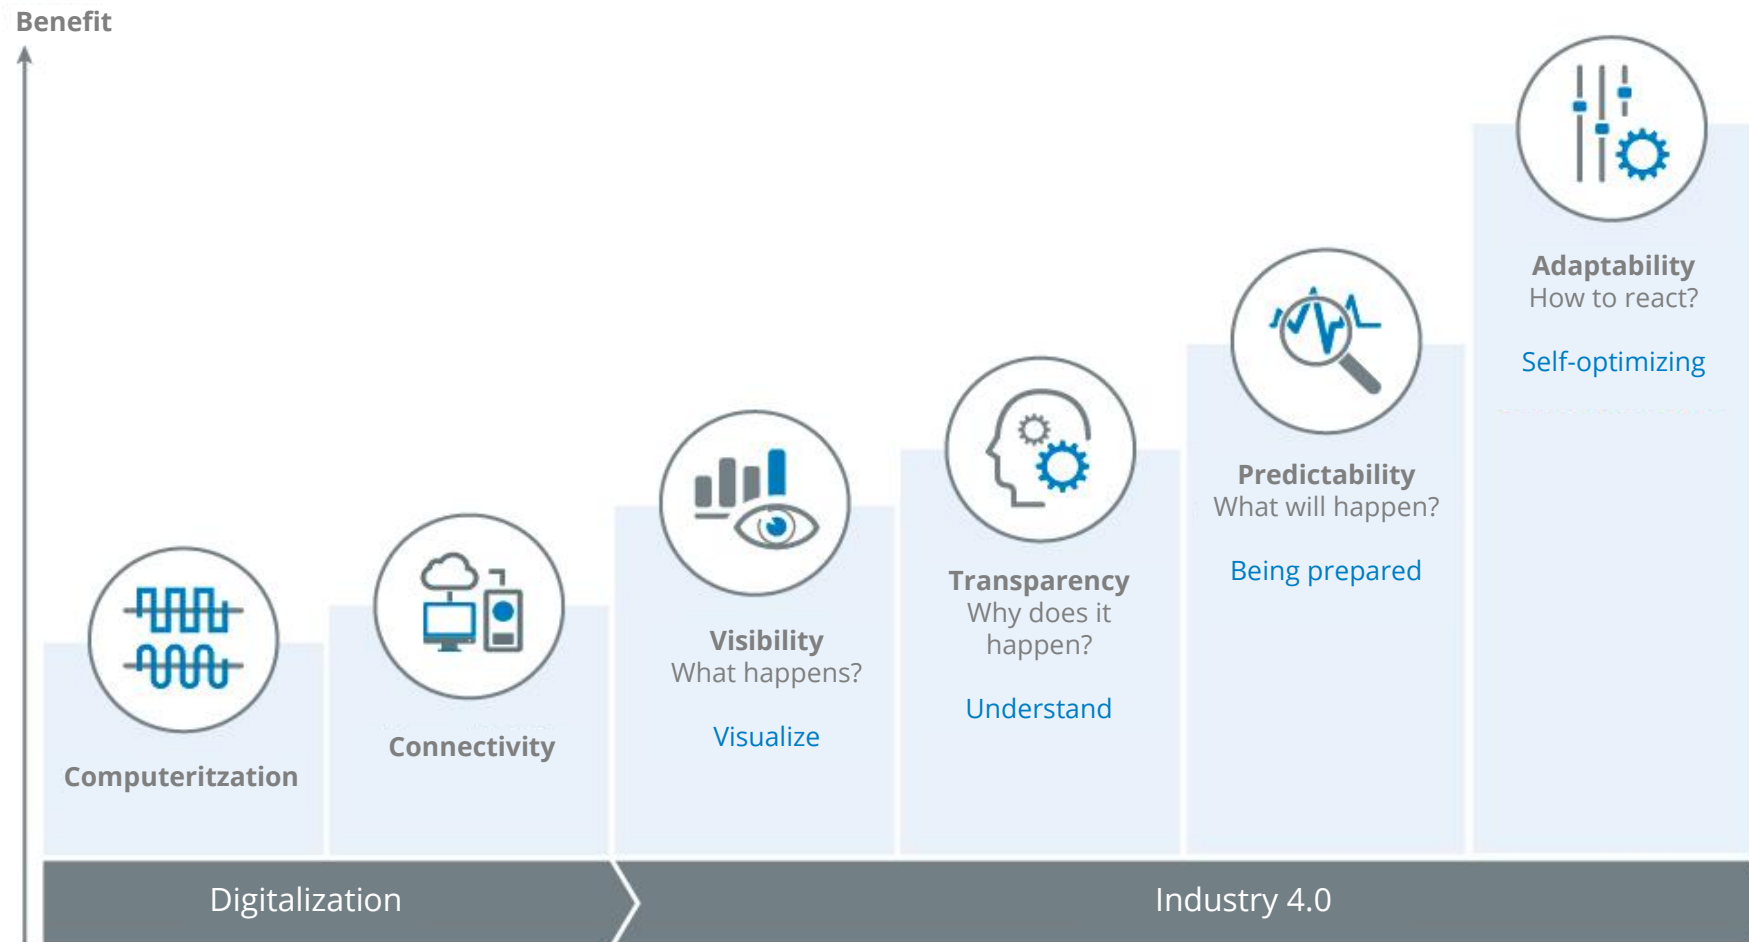 Benefit
Computeritzation
Connectivity
Visibility
What happens?
Visualize
Transparency
Why does it
happen?
Understand
Predictability
What will happen?
Being prepared
Adaptability
How to react?
Self-optimizing
Digitalization
Industry 4.0